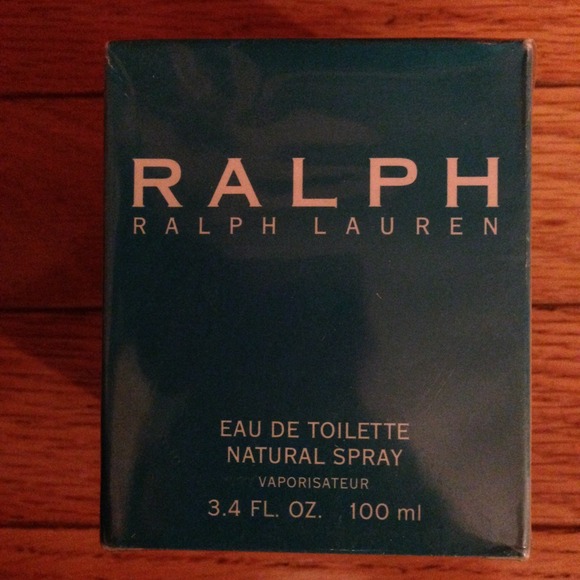 RALPH
RALPH LAUREN
EAU DE TOILETTE
NATURAL SPRAY
VAPORISATEUR
3.4 FL. OZ. 100 ml